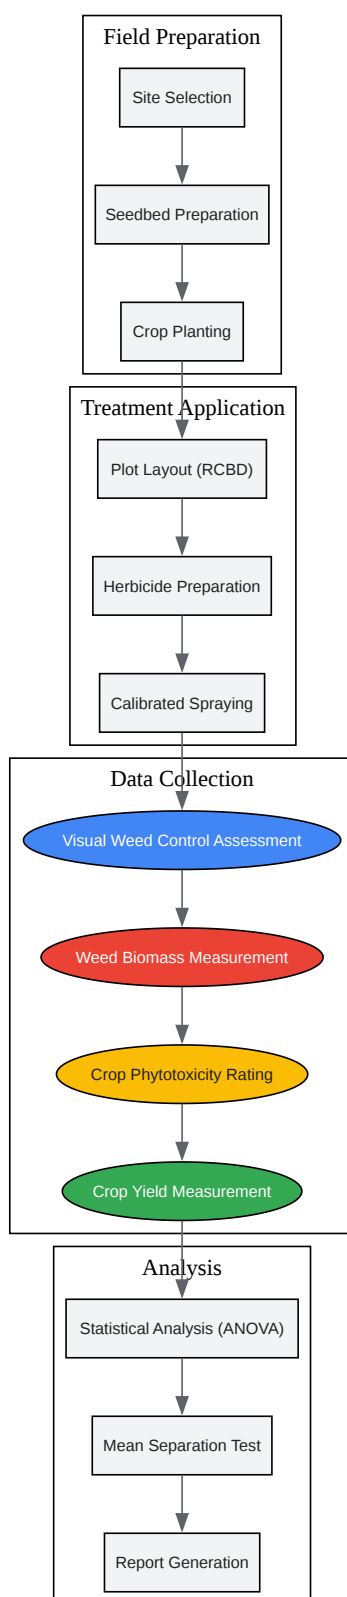 Field Preparation
Site Selection
Seedbed Preparation
Crop Planting
Treatment Application
Plot Layout (RCBD)
Herbicide Preparation
Calibrated Spraying
Data Collection
Visual Weed Control Assessment
Weed Biomass Measurement
Crop Phytotoxicity Rating
Crop Yield Measurement
Analysis
Statistical Analysis (ANOVA)
Mean Separation Test
Report Generation